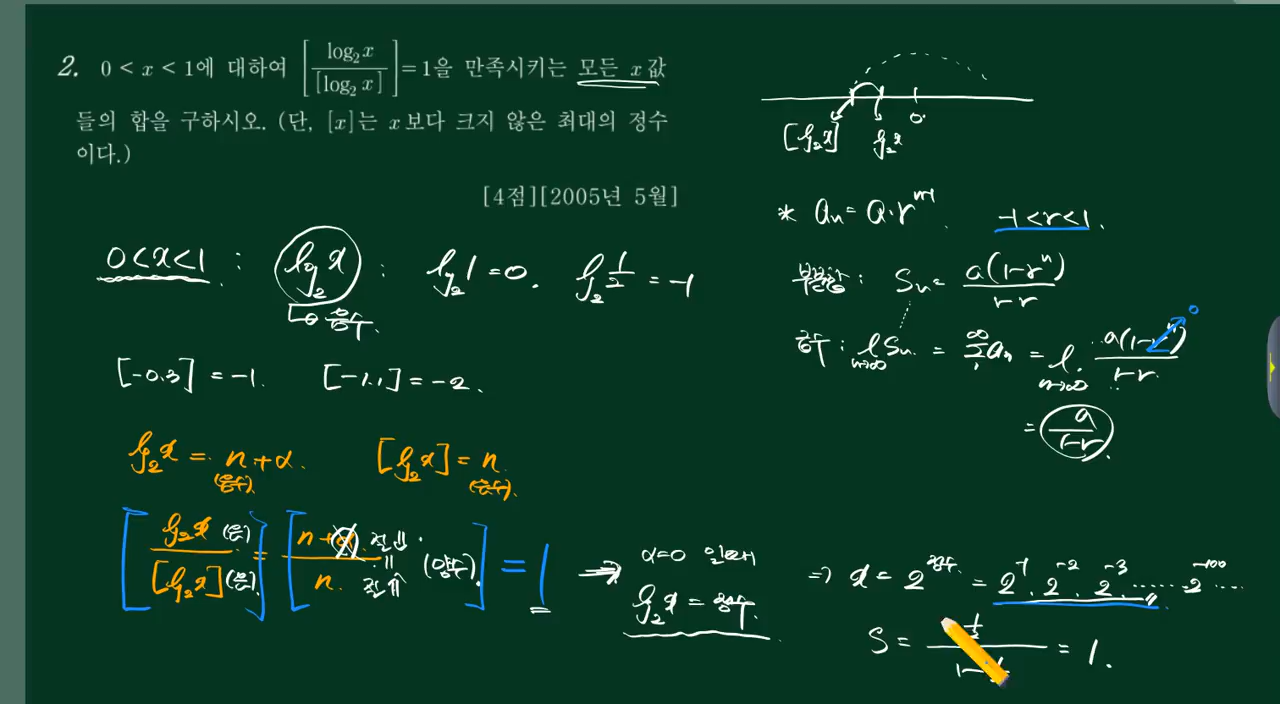 2. 0 < x < 1에 대하여 [log₂x / [log₂x]] = 1을 만족시키는 모든 x값
들의 합을 구하시오. (단, [x]는 x보다 크지 않은 최대의 정수
이다.)
[4점][2005년 5월]
0<x<1 : log₂x : log₂1 = 0. log₂ 1/2 = -1
음수.
[-0.3] = -1. [-1.1] = -2.
log₂x = n+α. [log₂x] = n.
(음수). (음수).
[log₂x (음) / [log₂x] (음)] = [n+α / n] (양수). = 1
⇒ α=0 일 때
log₂x = 정수.
0.
[log₂x] log₂x
* aₙ = a·rⁿ⁻¹. -1<r<1.
부분합 : Sₙ = a(1-rⁿ) / 1-r
급수 : lim n→∞ Sₙ = ∞ Σ 1 aₙ = lim n→∞ a(1-rⁿ) / 1-r 0
= a / 1-r
⇒ x = 2^정수. = 2⁻¹. 2⁻². 2⁻³. ...... 2⁻¹⁰⁰ ....
S = 1/2 / 1- = 1.